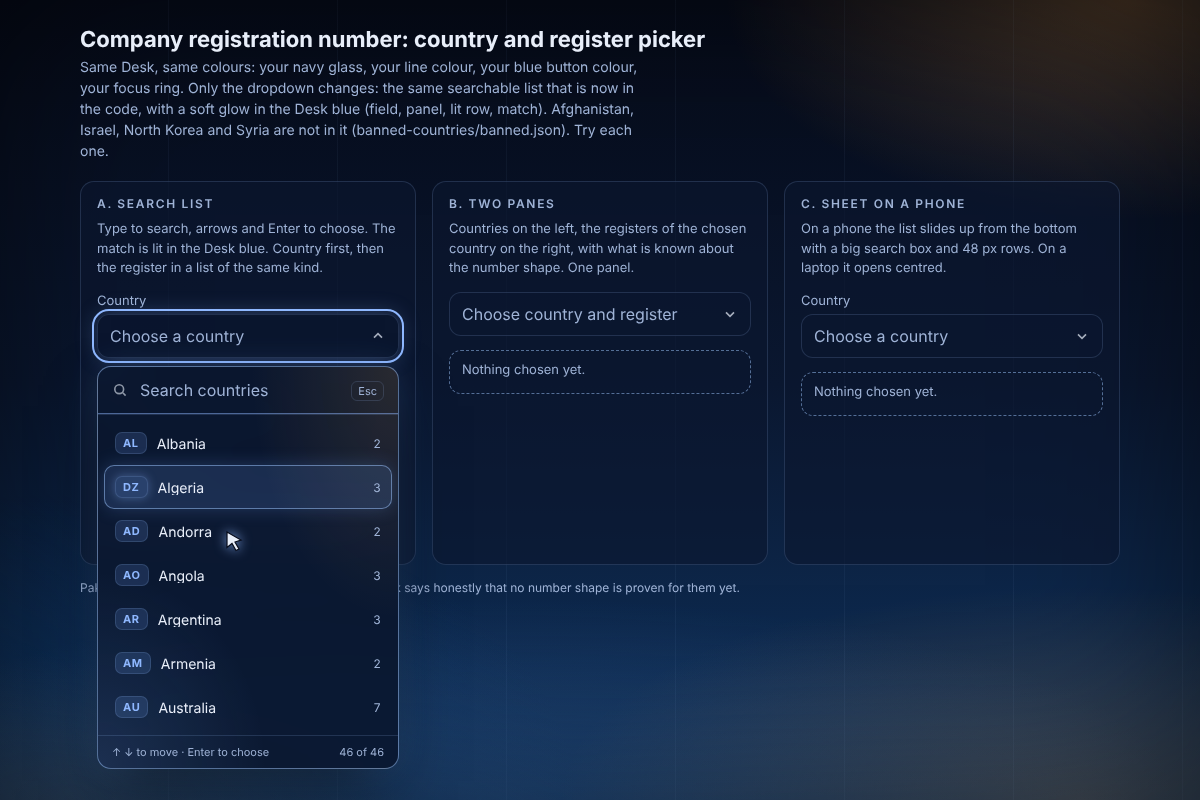 Company registration number: country and register picker
Same Desk, same colours: your navy glass, your line colour, your blue button colour,
your focus ring. Only the dropdown changes: the same searchable list that is now in
the code, with a soft glow in the Desk blue (field, panel, lit row, match). Afghanistan,
Israel, North Korea and Syria are not in it (banned-countries/banned.json). Try each
one.
A. SEARCH LIST
Type to search, arrows and Enter to choose. The
match is lit in the Desk blue. Country first, then
the register in a list of the same kind.
Country
Choose a country
Search countries
Esc
AL Albania 2
DZ Algeria 3
AD Andorra 2
AO Angola 3
AR Argentina 3
AM Armenia 2
AU Australia 7
↑ ↓ to move · Enter to choose 46 of 46
B. TWO PANES
Countries on the left, the registers of the chosen
country on the right, with what is known about
the number shape. One panel.
Choose country and register
Nothing chosen yet.
C. SHEET ON A PHONE
On a phone the list slides up from the bottom
with a big search box and 48 px rows. On a
laptop it opens centred.
Country
Choose a country
Nothing chosen yet.
says honestly that no number shape is proven for them yet.